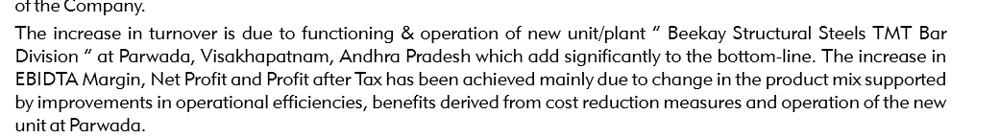 of the Company.
The increase in turnover is due to functioning & operation of new unit/plant " Beekay Structural Steels TMT Bar
Division " at Parwada, Visakhapatnam, Andhra Pradesh which add significantly to the bottom-line. The increase in
EBIDTA Margin, Net Profit and Profit after Tax has been achieved mainly due to change in the product mix supported
by improvements in operational efficiencies, benefits derived from cost reduction measures and operation of the new
unit at Parwada.